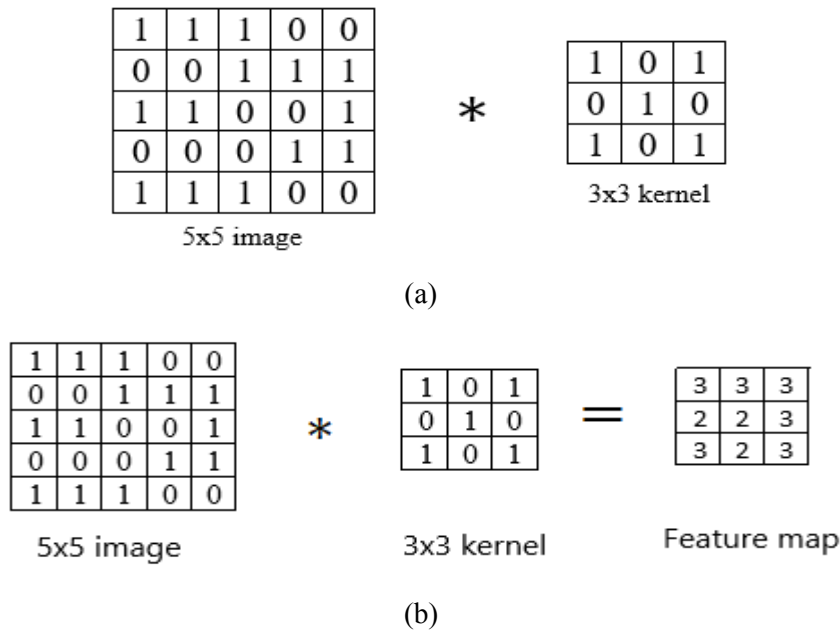 1 1 1 0 0
0 0 1 1 1
1 1 0 0 1
0 0 0 1 1
1 1 1 0 0
5x5 image
*
1 0 1
0 1 0
1 0 1
3x3 kernel
(a)
1 1 1 0 0
0 0 1 1 1
1 1 0 0 1
0 0 0 1 1
1 1 1 0 0
5x5 image
*
1 0 1
0 1 0
1 0 1
3x3 kernel
=
3 3 3
2 2 3
3 2 3
Feature map
(b)